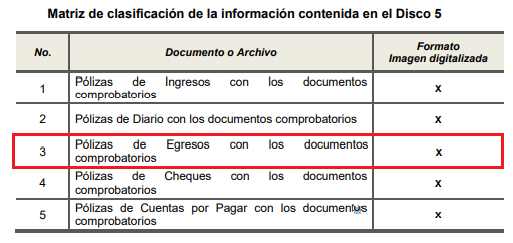 Matriz de clasificación de la información contenida en el Disco 5
No. Documento o Archivo Formato
Imagen digitalizada
1 Pólizas de Ingresos con los documentos
comprobatorios x
2 Pólizas de Diario con los documentos comprobatorios x
3 Pólizas de Egresos con los documentos
comprobatorios x
4 Pólizas de Cheques con los documentos
comprobatorios x
5 Pólizas de Cuentas por Pagar con los documentos
comprobatorios x